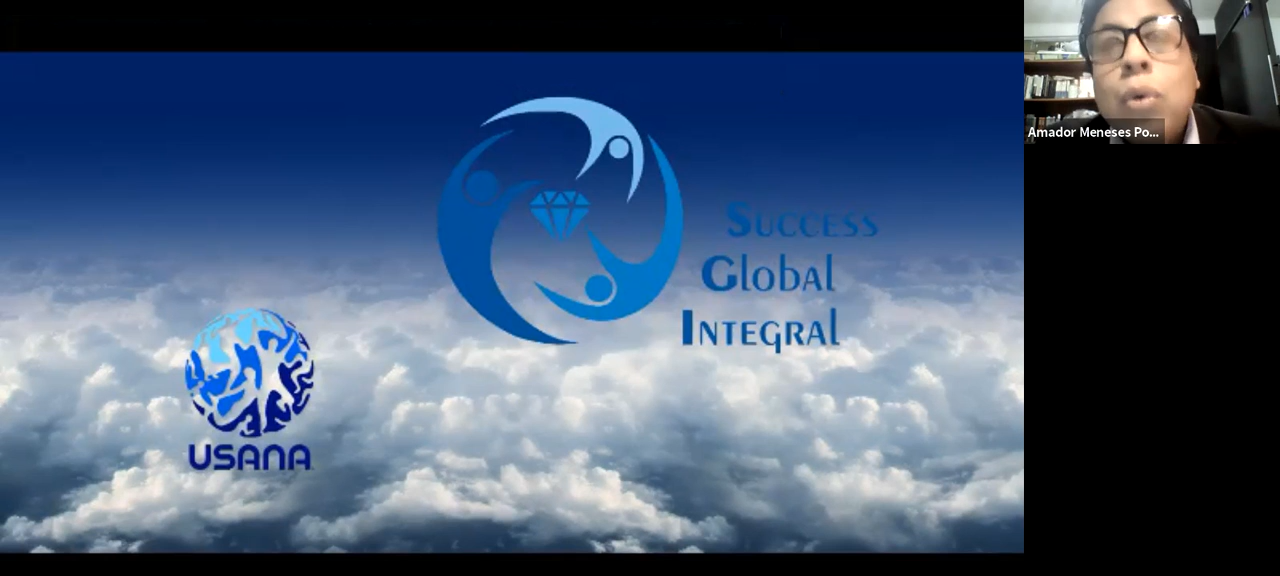 Success
Global
Integral
USANA
Amador Meneses Po...